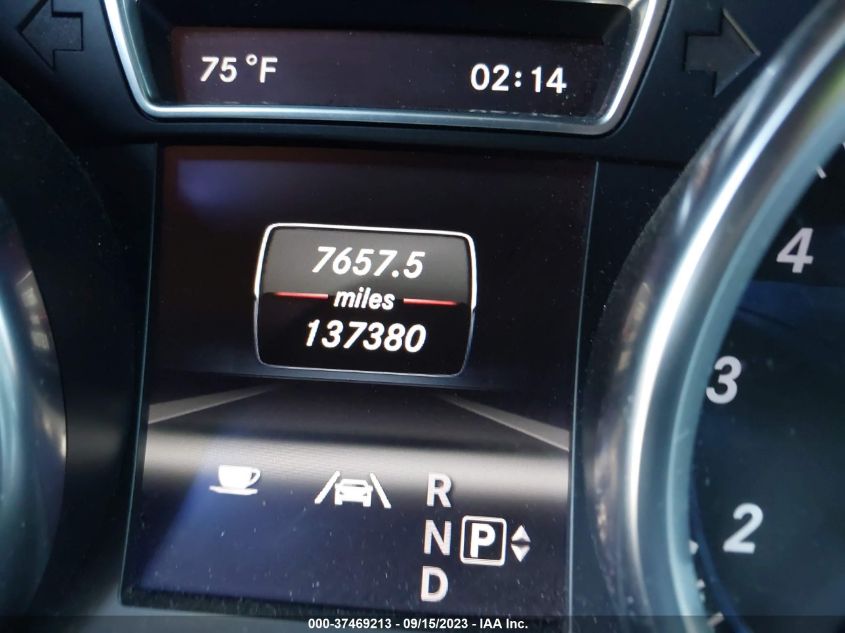 75 °F 02:14
7657.5
miles
137380
4
3
2
R
N P
D
000-37469213 - 09/15/2023 - IAA Inc.